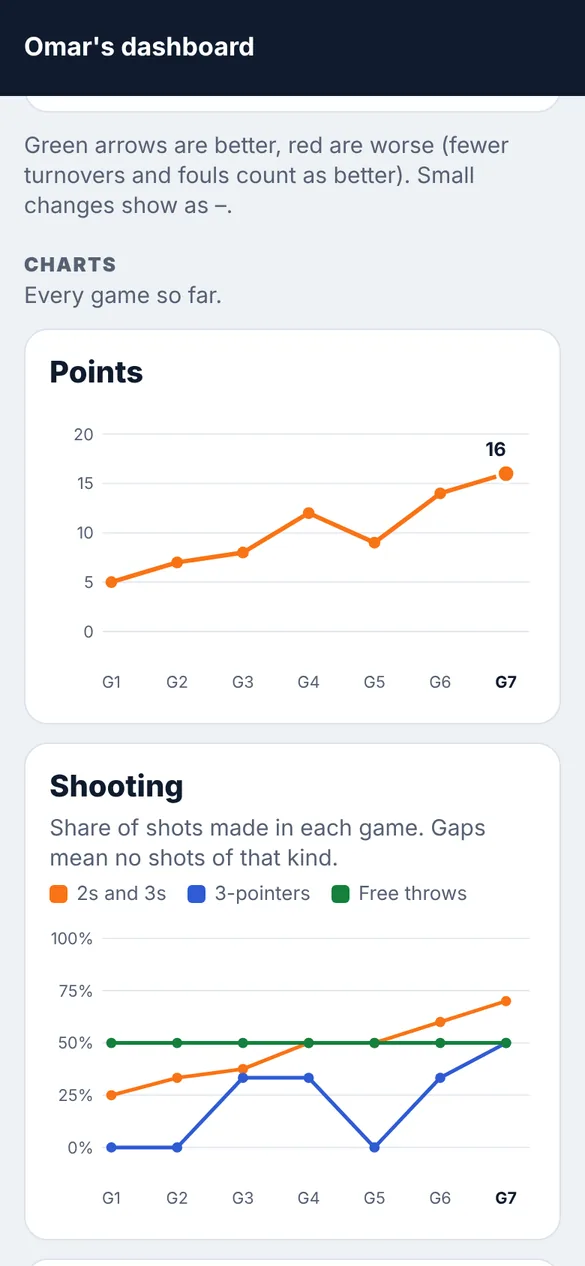 Omar's dashboard
Green arrows are better, red are worse (fewer
turnovers and fouls count as better). Small
changes show as –.
CHARTS
Every game so far.
Points
20
16
15
10
5
0
G1 G2 G3 G4 G5 G6 G7
Shooting
Share of shots made in each game. Gaps
mean no shots of that kind.
2s and 3s 3-pointers Free throws
100%
75%
50%
25%
0%
G1 G2 G3 G4 G5 G6 G7